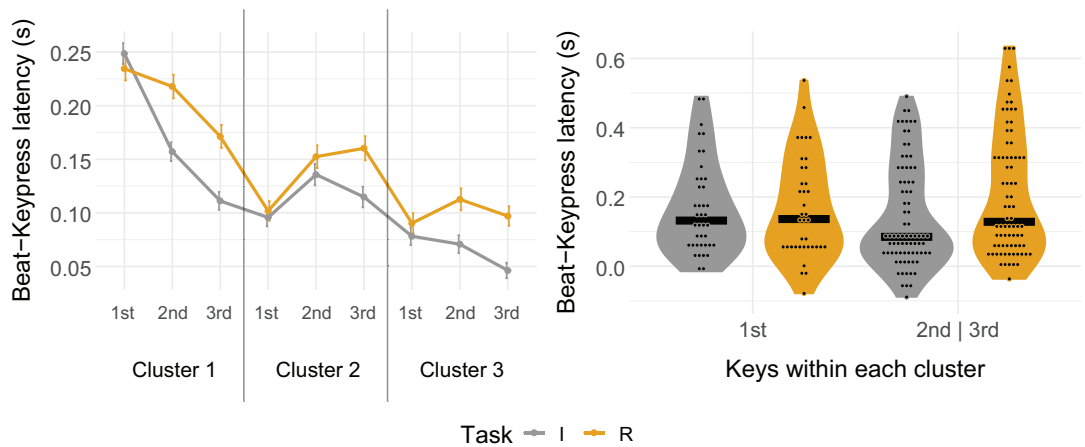 Beat−Keypress latency (s)
0.25
0.20
0.15
0.10
0.05
1st 2nd 3rd 1st 2nd 3rd 1st 2nd 3rd
Cluster 1 Cluster 2 Cluster 3
Beat−Keypress latency (s)
0.6
0.4
0.2
0.0
1st 2nd | 3rd
Keys within each cluster
Task I R